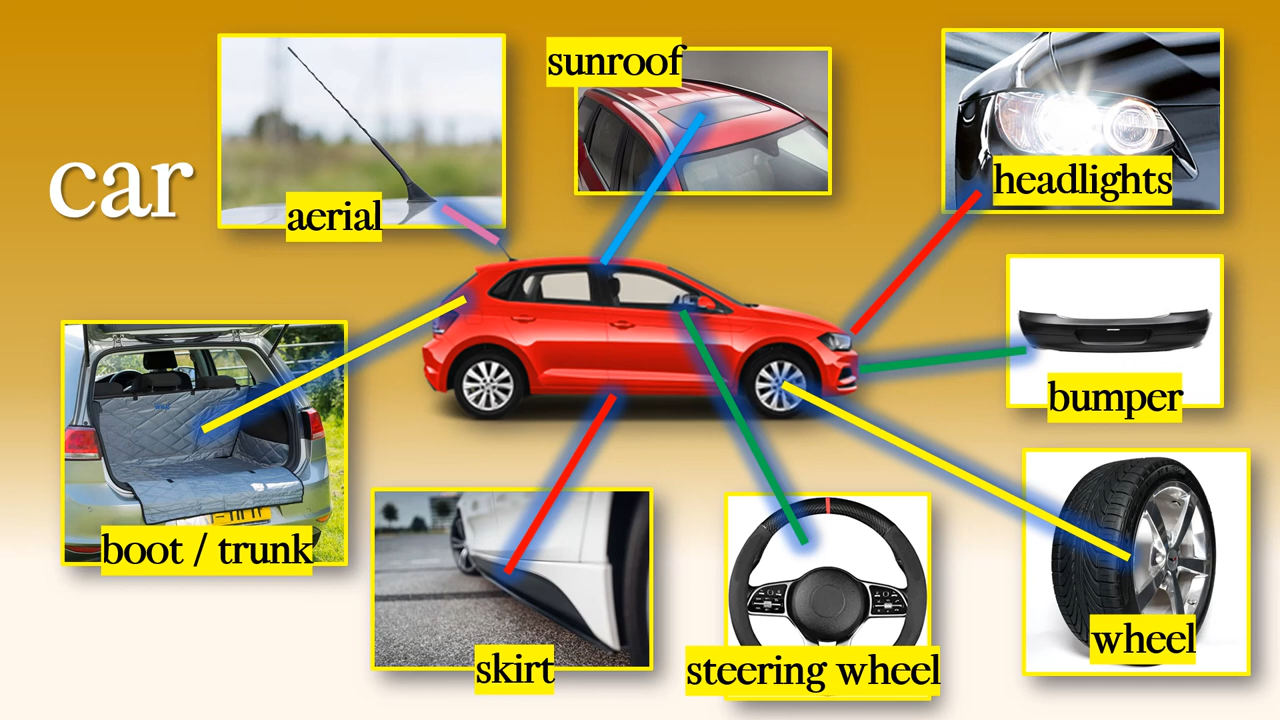 car
aerial
sunroof
headlights
bumper
boot / trunk
skirt
steering wheel
wheel